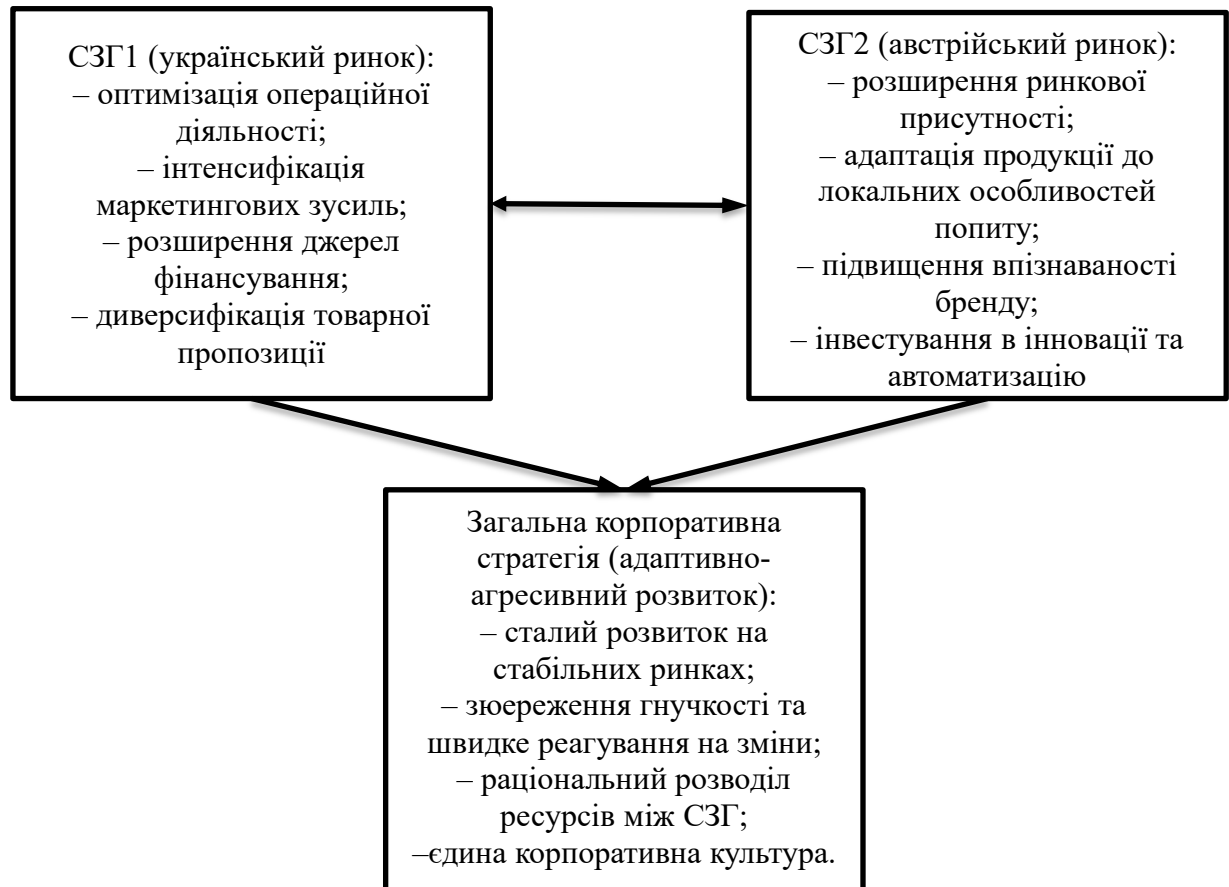 СЗГ1 (український ринок):
– оптимізація операційної
діяльності;
– інтенсифікація
маркетингових зусиль;
– розширення джерел
фінансування;
– диверсифікація товарної
пропозиції
СЗГ2 (австрійський ринок):
– розширення ринкової
присутності;
– адаптація продукції до
локальних особливостей
попиту;
– підвищення впізнаваності
бренду;
– інвестування в інновації та
автоматизацію
Загальна корпоративна
стратегія (адаптивно-
агресивний розвиток):
– сталий розвиток на
стабільних ринках;
– зюереження гнучкості та
швидке реагування на зміни;
– раціональний розводіл
ресурсів між СЗГ;
–єдина корпоративна культура.